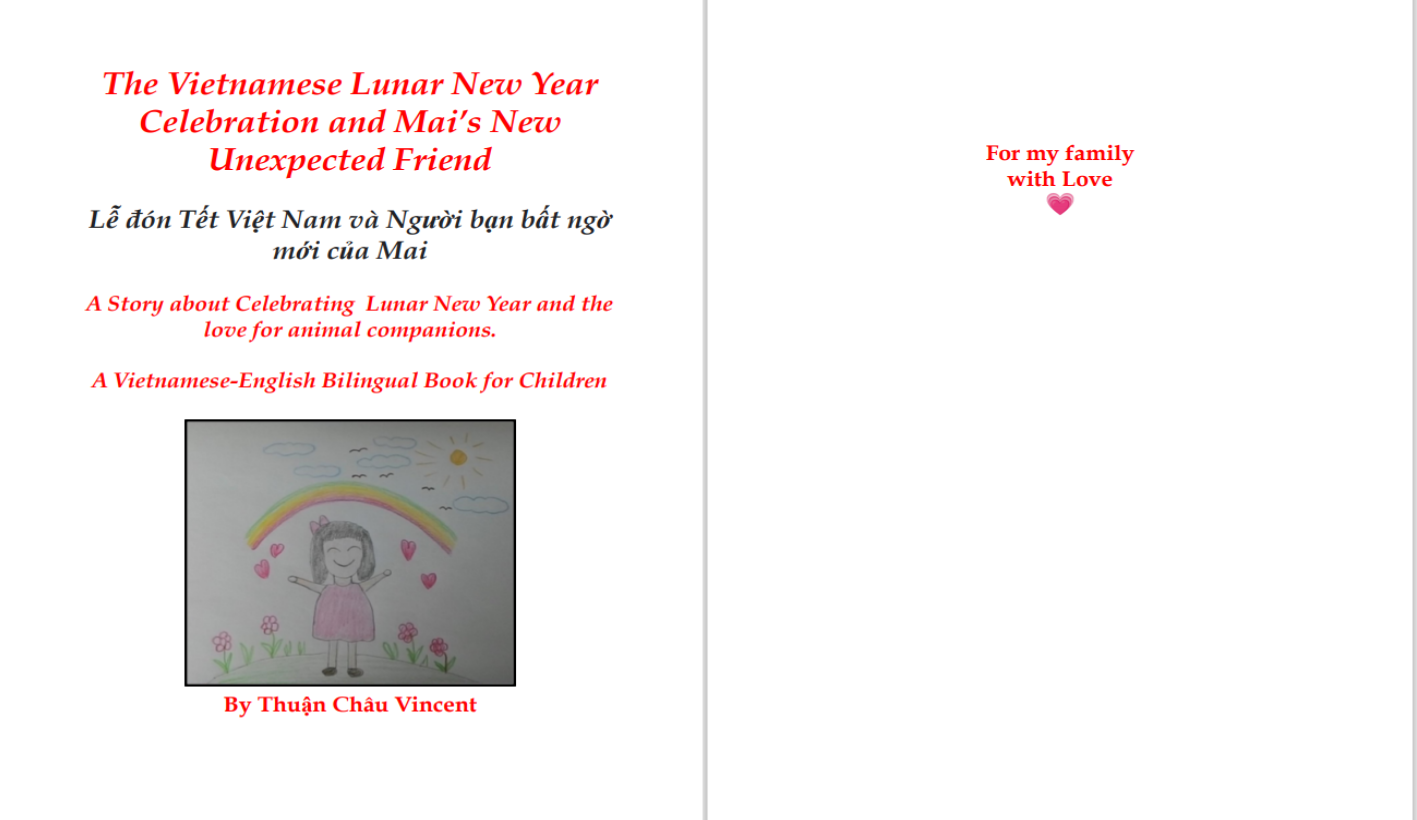 The Vietnamese Lunar New Year
Celebration and Mai’s New
Unexpected Friend
Lễ đón Tết Việt Nam và Người bạn bất ngờ
mới của Mai
A Story about Celebrating  Lunar New Year and the
love for animal companions.
A Vietnamese-English Bilingual Book for Children
By Thuận Châu Vincent
For my family
with Love